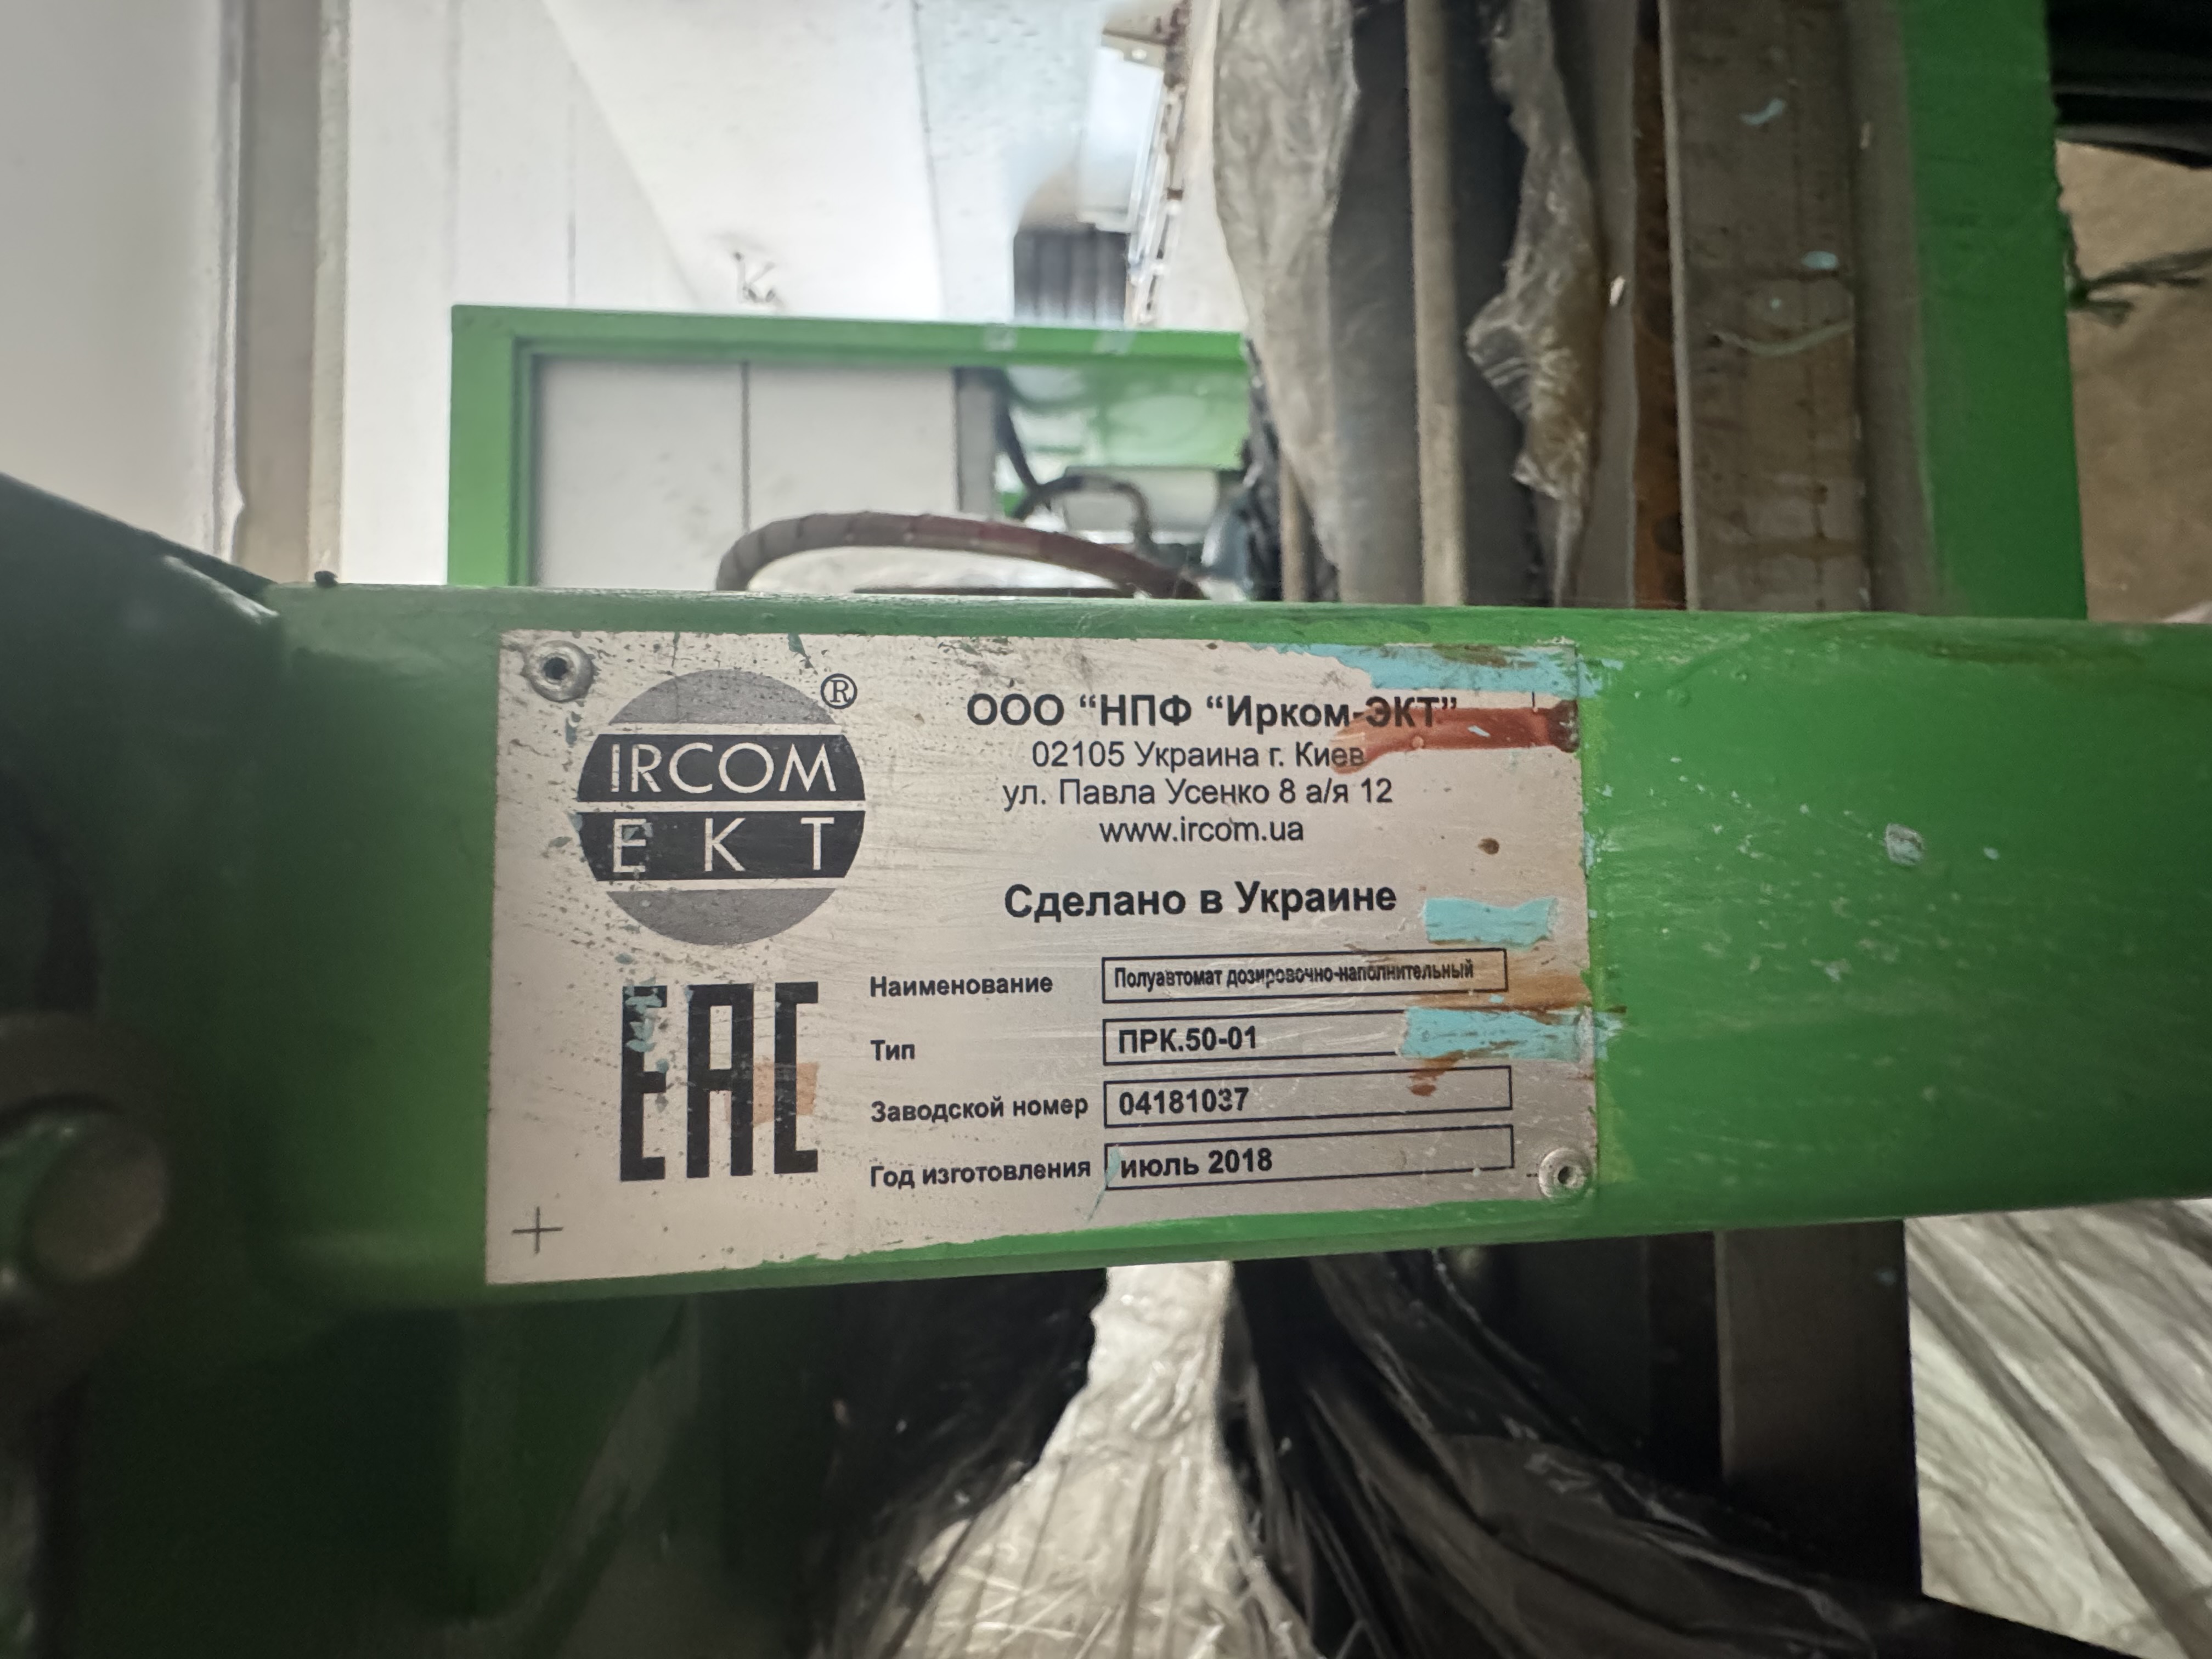 IRCOM
EKT
®
ООО “НПФ “Ирком-ЭКТ”
02105 Украина г. Киев
ул. Павла Усенко 8 а/я 12
www.ircom.ua
Сделано в Украине
EAC
Наименование Полуавтомат дозировочно-наполнительный
Тип ПРК.50-01
Заводской номер 04181037
Год изготовления июль 2018